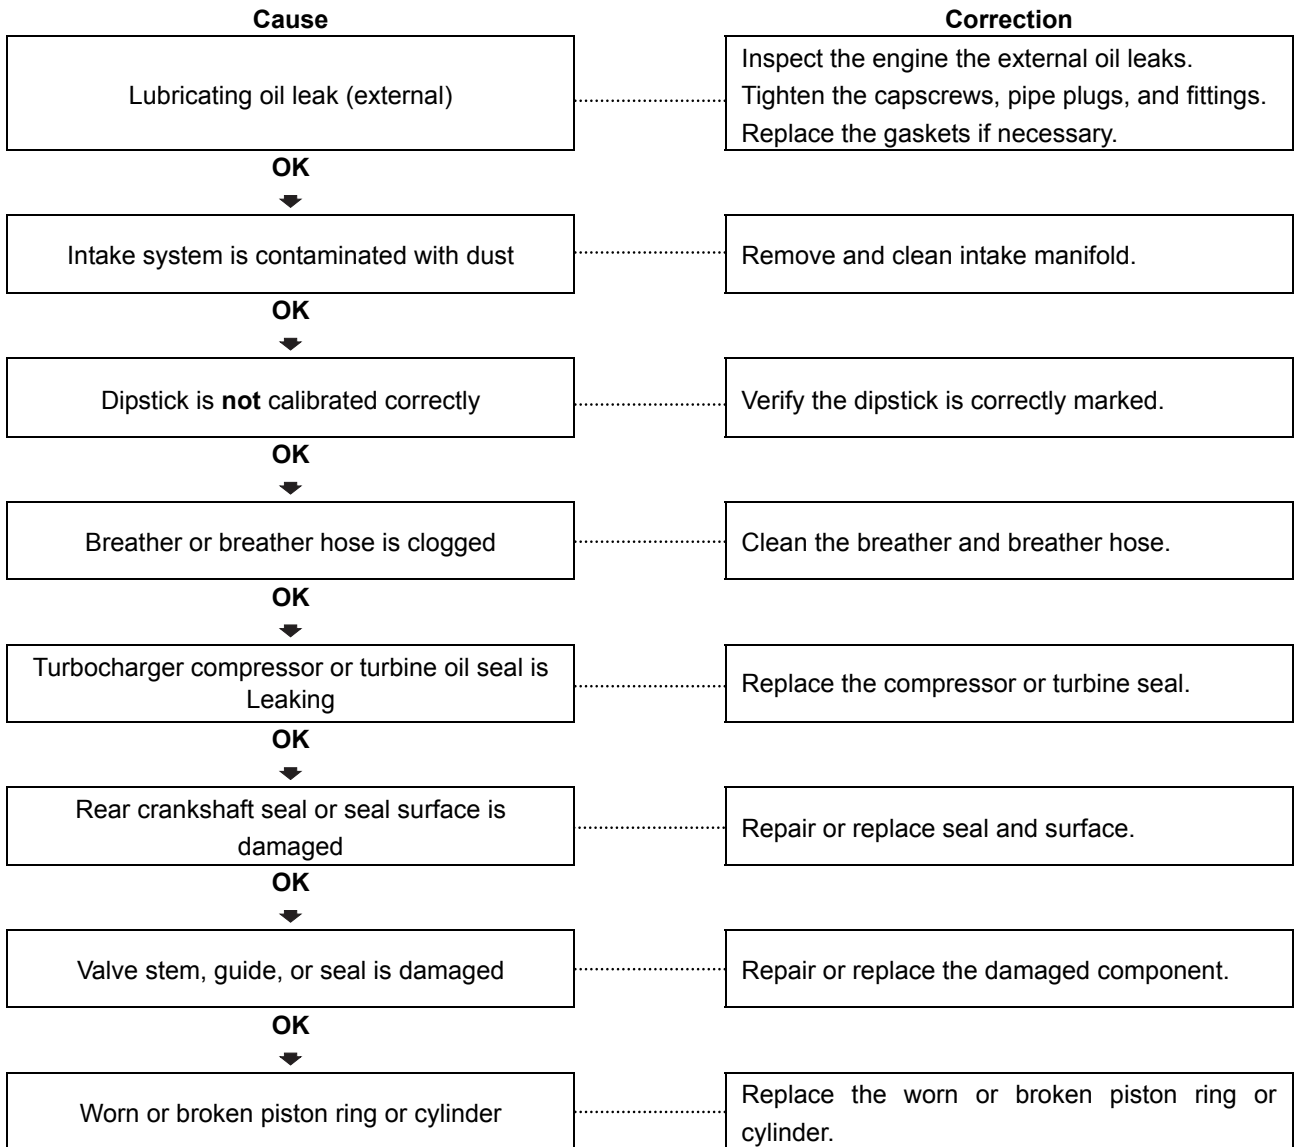 Cause
Correction
Lubricating oil leak (external)
Inspect the engine the external oil leaks.
Tighten the capscrews, pipe plugs, and fittings.
Replace the gaskets if necessary.
OK
Intake system is contaminated with dust
Remove and clean intake manifold.
OK
Dipstick is not calibrated correctly
Verify the dipstick is correctly marked.
OK
Breather or breather hose is clogged
Clean the breather and breather hose.
OK
Turbocharger compressor or turbine oil seal is
Leaking
Replace the compressor or turbine seal.
OK
Rear crankshaft seal or seal surface is
damaged
Repair or replace seal and surface.
OK
Valve stem, guide, or seal is damaged
Repair or replace the damaged component.
OK
Worn or broken piston ring or cylinder
Replace the worn or broken piston ring or
cylinder.